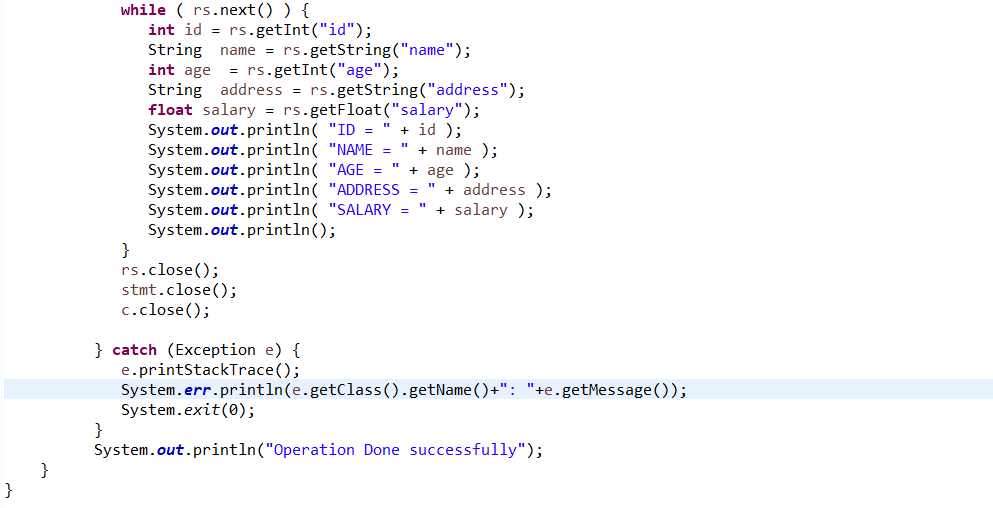 while ( rs.next() ) {
int id = rs.getInt("id");
String  name = rs.getString("name");
int age  = rs.getInt("age");
String  address = rs.getString("address");
float salary = rs.getFloat("salary");
System.out.println( "ID = " + id );
System.out.println( "NAME = " + name );
System.out.println( "AGE = " + age );
System.out.println( "ADDRESS = " + address );
System.out.println( "SALARY = " + salary );
System.out.println();
}
rs.close();
stmt.close();
c.close();
} catch (Exception e) {
e.printStackTrace();
System.err.println(e.getClass().getName()+": "+e.getMessage());
System.exit(0);
}
System.out.println("Operation Done successfully");
}
}